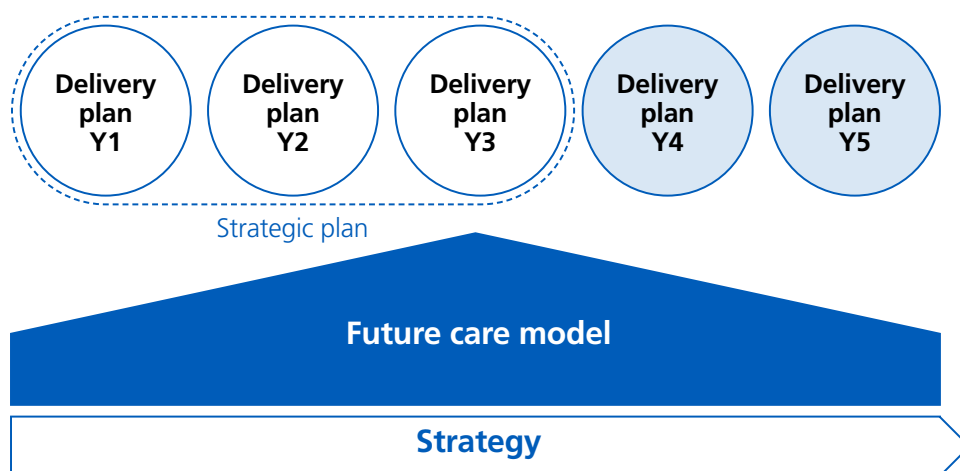 Delivery
plan
Y1
Delivery
plan
Y2
Delivery
plan
Y3
Delivery
plan
Y4
Delivery
plan
Y5
Strategic plan
Future care model
Strategy